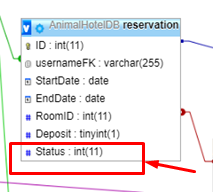 AnimalHotelDB reservation
ID : int(11)
usernameFK : varchar(255)
StartDate : date
EndDate : date
RoomID : int(11)
Deposit : tinyint(1)
Status : int(11)